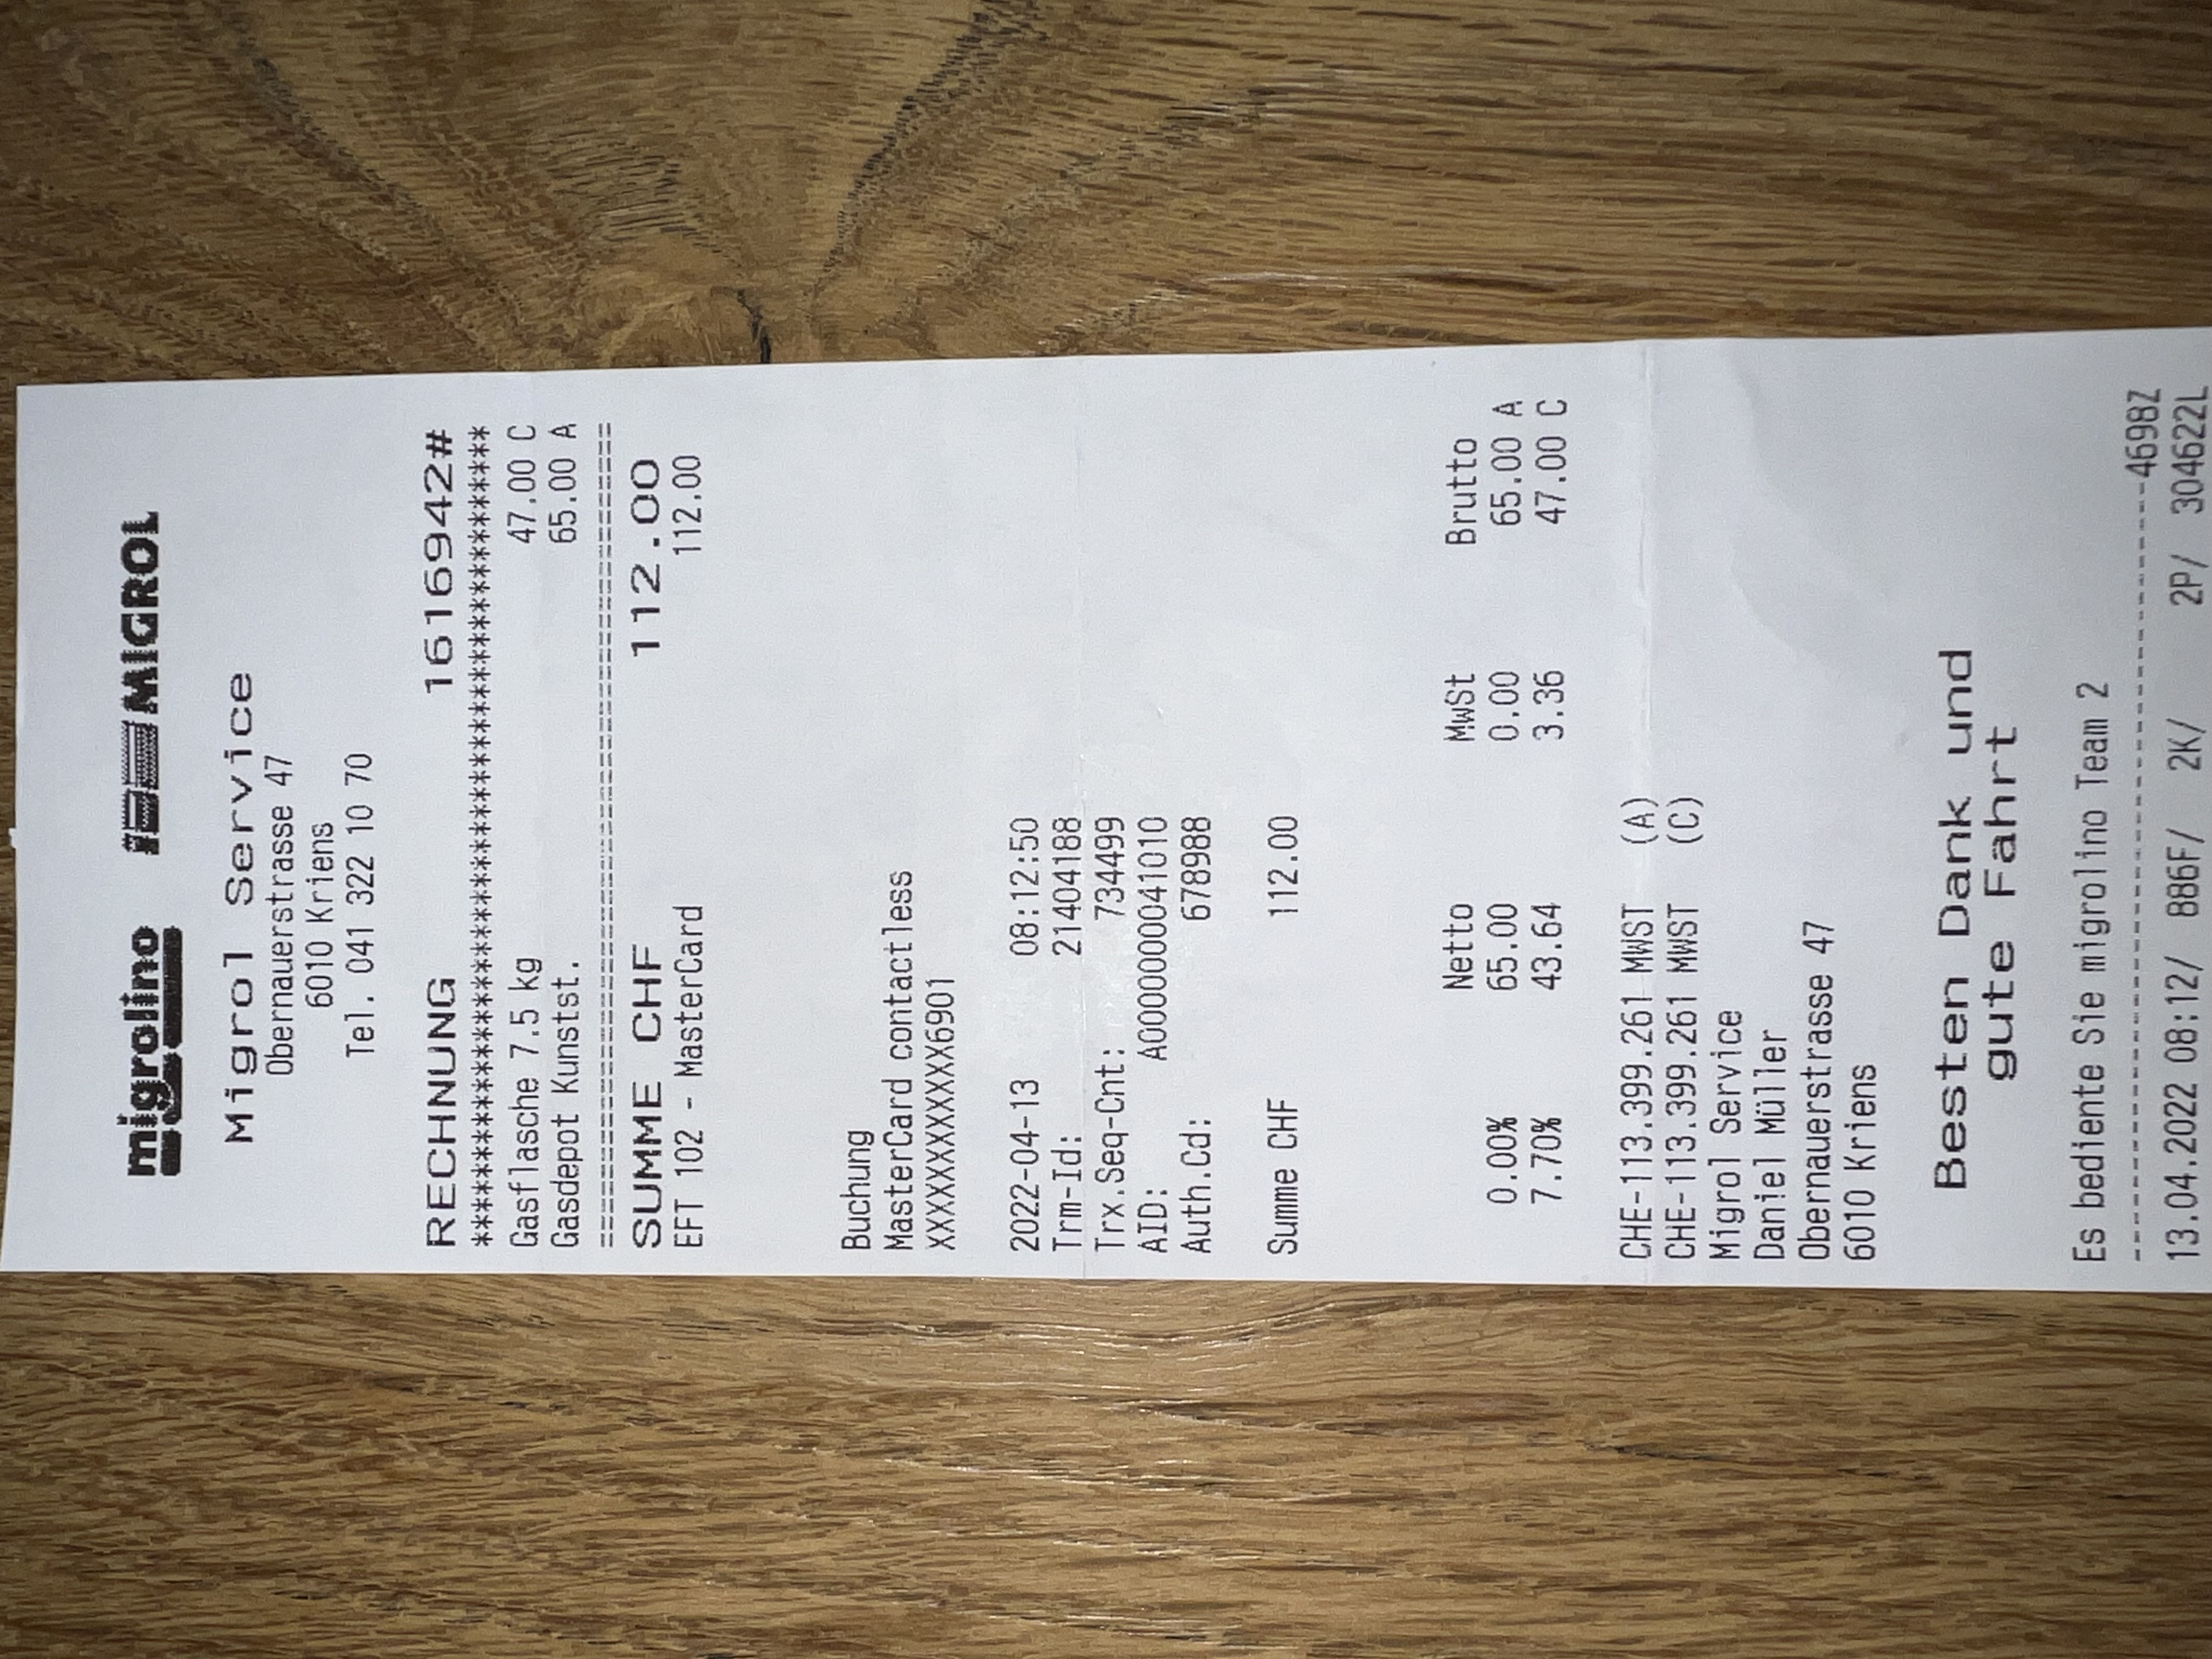 migrolino MIGROL
Migrol Service
Obernauerstrasse 47
6010 Kriens
Tel. 041 322 10 70
RECHNUNG 1616942#
************************************************
Gasflasche 7.5 kg 47.00 C
Gasdepot Kunstst. 65.00 A
================================================
SUMME CHF 112.00
EFT 102 - MasterCard 112.00
Buchung
MasterCard contactless
XXXXXXXXXXXX6901
2022-04-13 08:12:50
Trm-Id: 21404188
Trx.Seq-Cnt: 734499
AID: A0000000041010
Auth.Cd: 678988
Summe CHF 112.00
Netto MwSt Brutto
0.00% 65.00 0.00 65.00 A
7.70% 43.64 3.36 47.00 C
CHE-113.399.261 MWST (A)
CHE-113.399.261 MWST (C)
Migrol Service
Daniel Müller
Obernauerstrasse 47
6010 Kriens
Besten Dank und
gute Fahrt
Es bediente Sie migrolino Team 2
---------------------------------------------4698Z
13.04.2022 08:12/ 886F/ 2K/ 2P/ 304622L